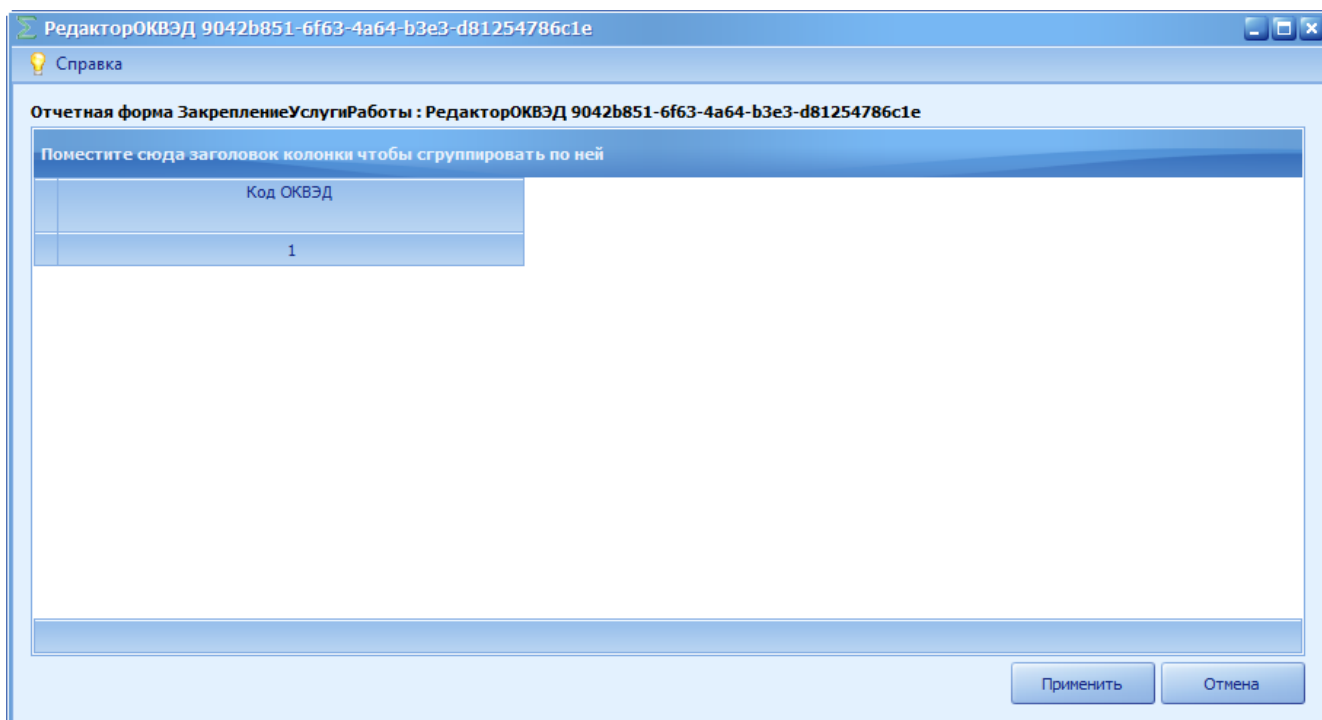 РедакторОКВЭД 9042b851-6f63-4a64-b3e3-d81254786c1e
Справка
Отчетная форма ЗакреплениеУслугиРаботы : РедакторОКВЭД 9042b851-6f63-4a64-b3e3-d81254786c1e
Поместите сюда заголовок колонки чтобы сгруппировать по ней
Код ОКВЭД
1
Применить Отмена